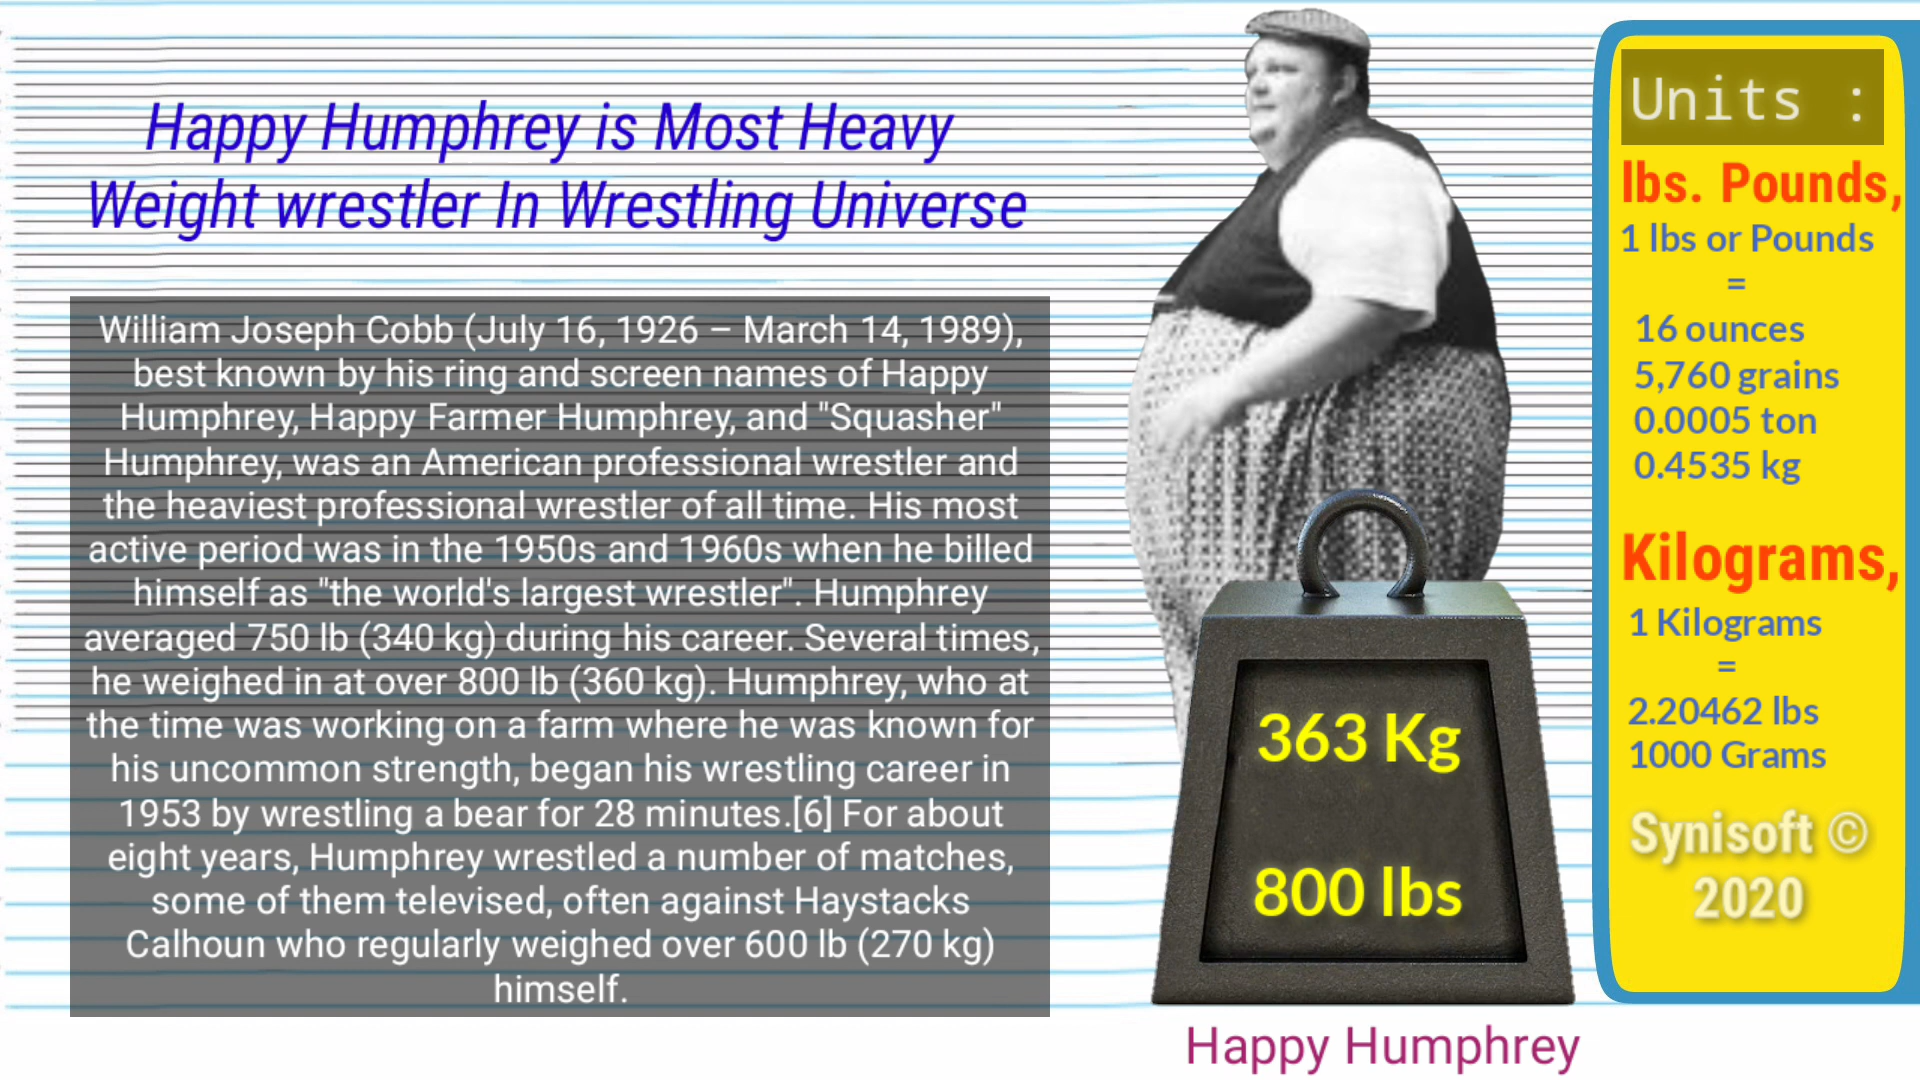 Happy Humphrey is Most Heavy
Weight wrestler In Wrestling Universe
William Joseph Cobb (July 16, 1926 – March 14, 1989),
best known by his ring and screen names of Happy
Humphrey, Happy Farmer Humphrey, and "Squasher"
Humphrey, was an American professional wrestler and
the heaviest professional wrestler of all time. His most
active period was in the 1950s and 1960s when he billed
himself as "the world's largest wrestler". Humphrey
averaged 750 lb (340 kg) during his career. Several times,
he weighed in at over 800 lb (360 kg). Humphrey, who at
the time was working on a farm where he was known for
his uncommon strength, began his wrestling career in
1953 by wrestling a bear for 28 minutes.[6] For about
eight years, Humphrey wrestled a number of matches,
some of them televised, often against Haystacks
Calhoun who regularly weighed over 600 lb (270 kg)
himself.
363 Kg
800 lbs
Happy Humphrey
Units :
lbs. Pounds,
1 lbs or Pounds
=
16 ounces
5,760 grains
0.0005 ton
0.4535 kg
Kilograms,
1 Kilograms
=
2.20462 lbs
1000 Grams
Synisoft ©
2020